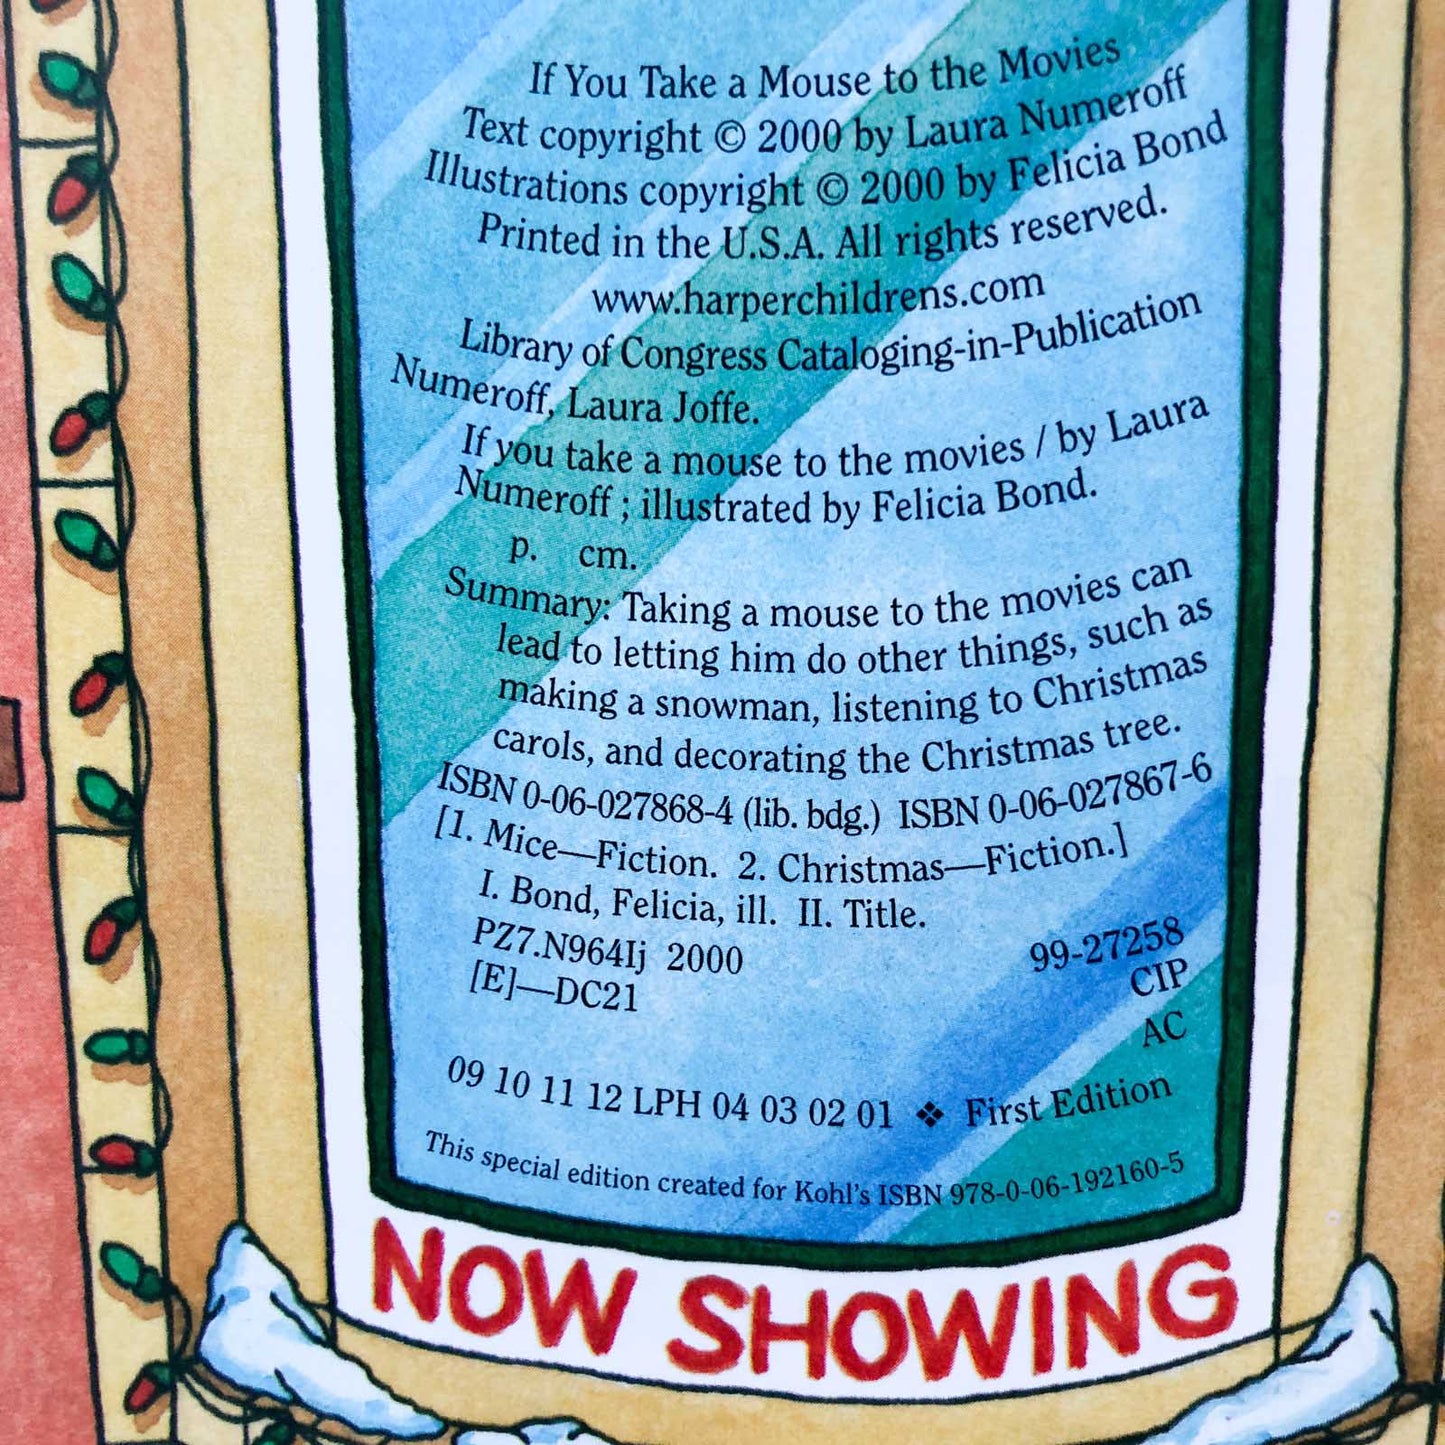 If You Take a Mouse to the Movies
Text copyright © 2000 by Laura Numeroff
Illustrations copyright © 2000 by Felicia Bond
Printed in the U.S.A. All rights reserved.
www.harperchildrens.com
Library of Congress Cataloging-in-Publication
Numeroff, Laura Joffe.
If you take a mouse to the movies / by Laura
Numeroff ; illustrated by Felicia Bond.
p. cm.
Summary: Taking a mouse to the movies can
lead to letting him do other things, such as
making a snowman, listening to Christmas
carols, and decorating the Christmas tree.
ISBN 0-06-027868-4 (lib. bdg.) ISBN 0-06-027867-6
[1. Mice—Fiction. 2. Christmas—Fiction.]
I. Bond, Felicia, ill. II. Title.
PZ7.N964Ij 2000 99-27258
[E]—DC21 CIP
AC
09 10 11 12 LPH 04 03 02 01 ❖ First Edition
This special edition created for Kohl's ISBN 978-0-06-192160-5
NOW SHOWING